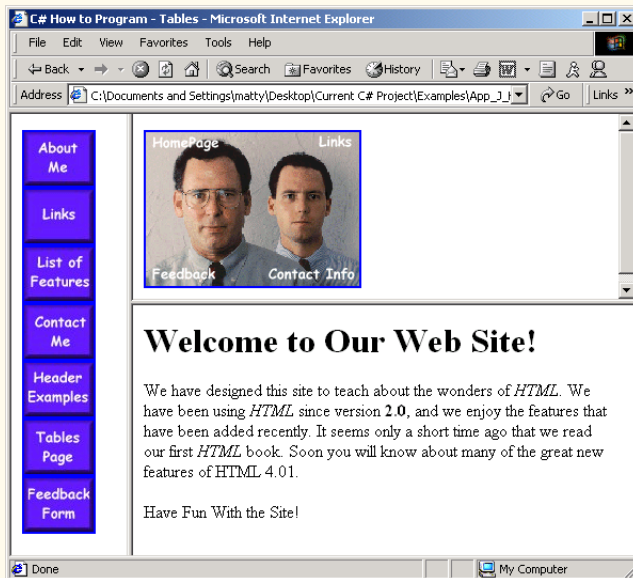 C# How to Program - Tables - Microsoft Internet Explorer
File Edit View Favorites Tools Help
Back Search Favorites History
Address C:\Documents and Settings\matty\Desktop\Current C# Project\Examples\App_J_ Go Links »
About
Me
Links
List of
Features
Contact
Me
Header
Examples
Tables
Page
Feedback
Form
HomePage Links
Feedback Contact Info
Welcome to Our Web Site!
We have designed this site to teach about the wonders of HTML. We
have been using HTML since version 2.0, and we enjoy the features that
have been added recently. It seems only a short time ago that we read
our first HTML book. Soon you will know about many of the great new
features of HTML 4.01.
Have Fun With the Site!
Done My Computer